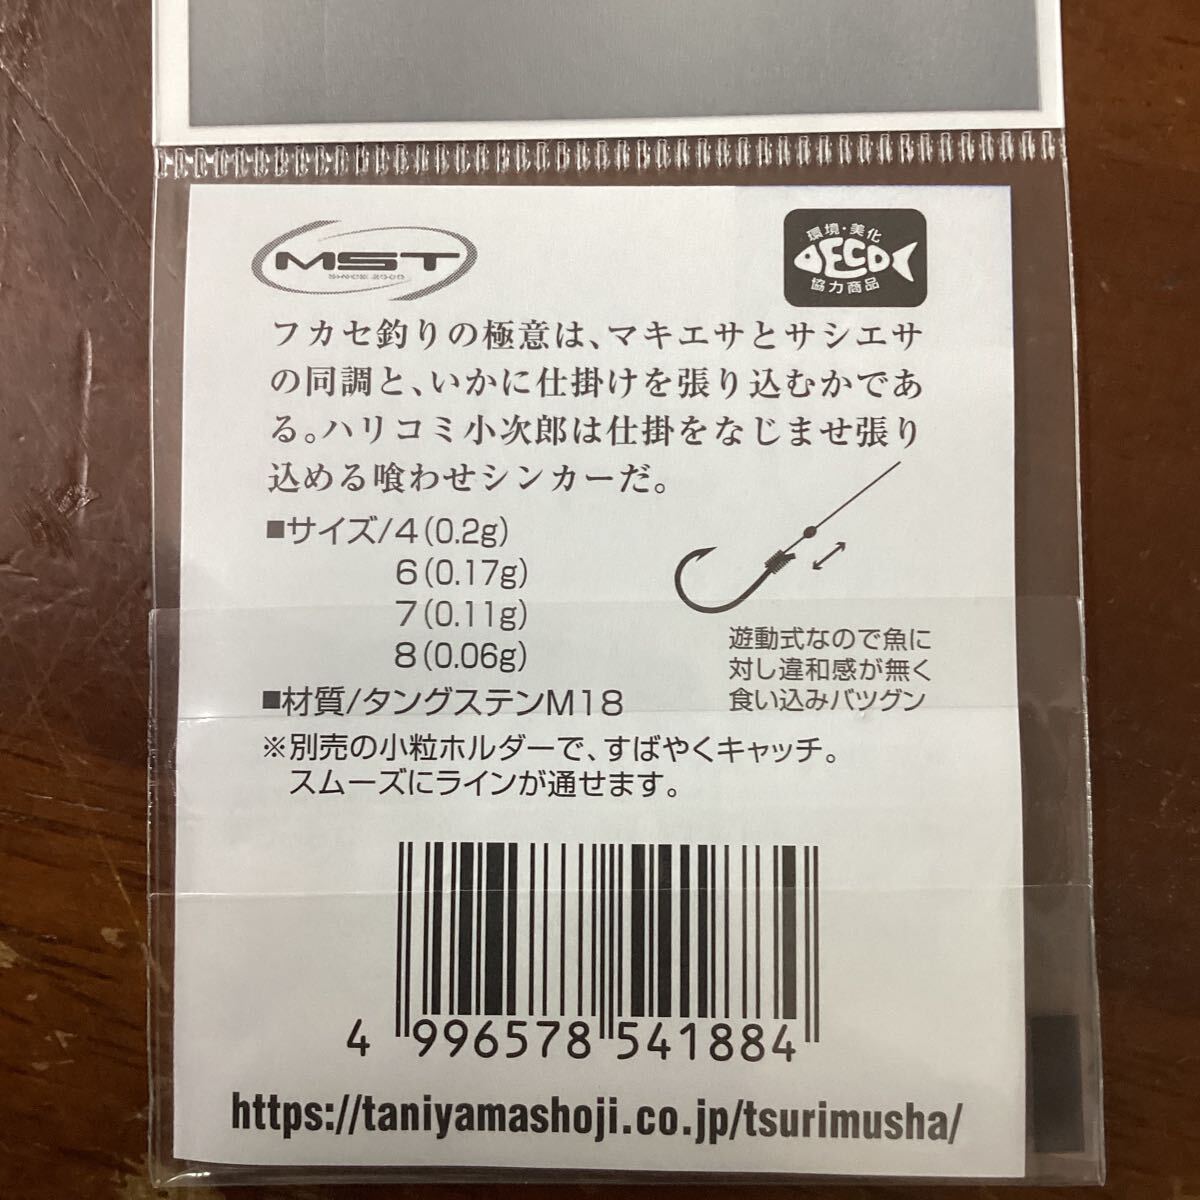 MST
SINCE 2000
環境・美化
DECO
協力商品
フカセ釣りの極意は、マキエサとサシエサ
の同調と、いかに仕掛けを張り込むかであ
る。ハリコミ小次郎は仕掛をなじませ張り
込める喰わせシンカーだ。
■サイズ/4(0.2g)
6(0.17g)
7(0.11g)
8(0.06g)
遊動式なので魚に
対し違和感が無く
食い込みバツグン
■材質/タングステンM18
※別売の小粒ホルダーで、すばやくキャッチ。
スムーズにラインが通せます。
4 996578 541884
https://taniyamashoji.co.jp/tsurimusha/